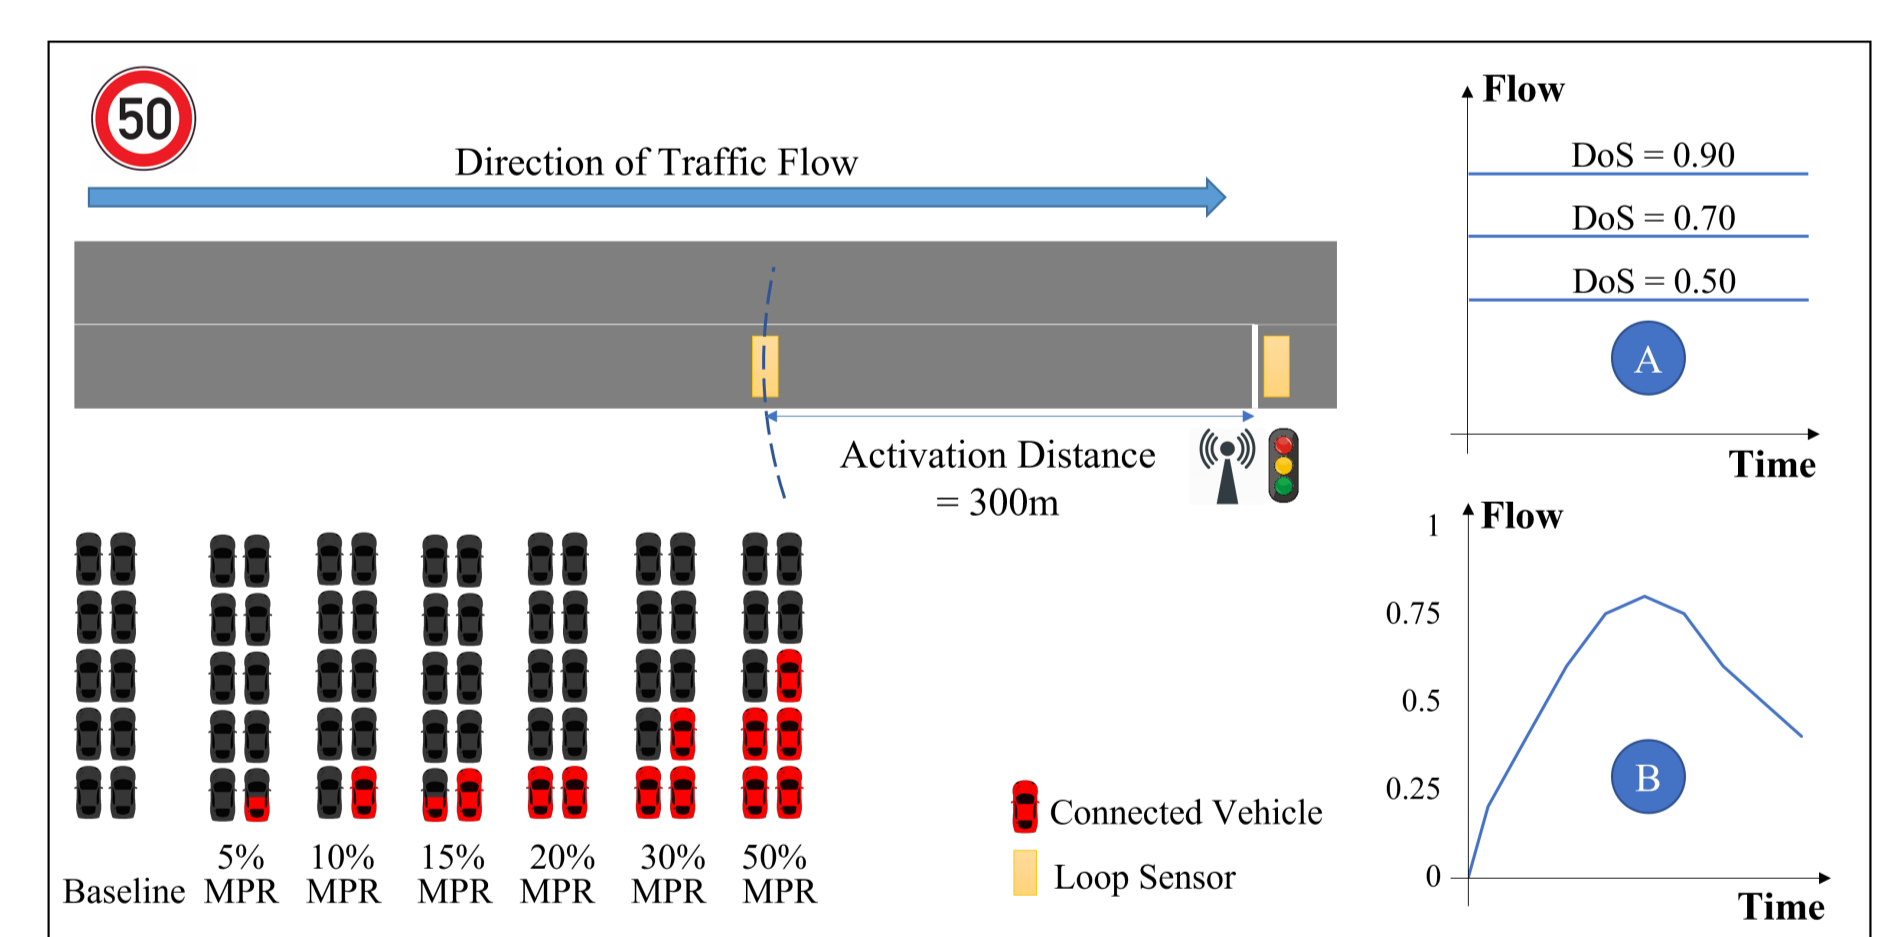 50
Direction of Traffic Flow
Activation Distance
= 300m
Baseline
5%
MPR
10%
MPR
15%
MPR
20%
MPR
30%
MPR
50%
MPR
Connected Vehicle
Loop Sensor
Flow
DoS = 0.90
DoS = 0.70
DoS = 0.50
A
Time
Flow
1
0.75
0.5
0.25
0
B
Time